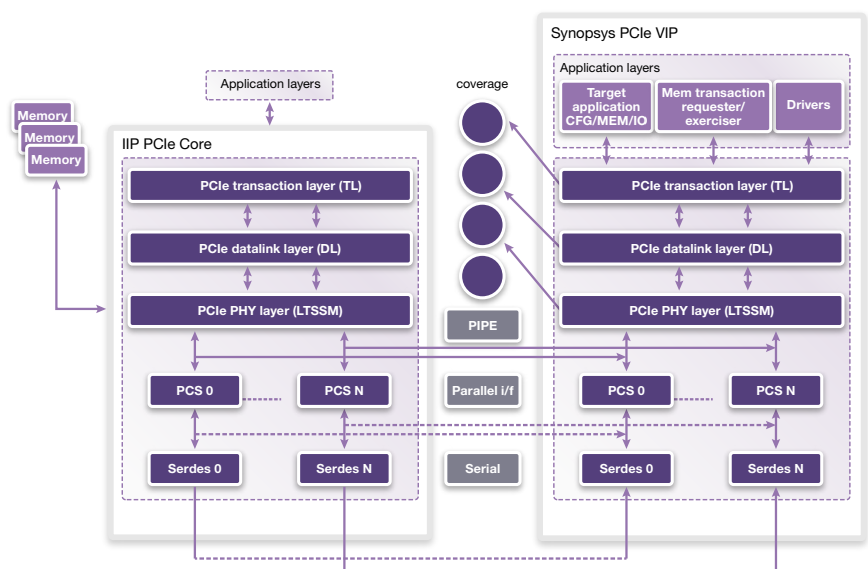 Synopsys PCIe VIP
Application layers
Target
application
CFG/MEM/IO
Mem transaction
requester/
exerciser
Drivers
Application layers
coverage
Memory
Memory
Memory
IIP PCIe Core
PCIe transaction layer (TL)
PCIe datalink layer (DL)
PCIe PHY layer (LTSSM)
PCS 0
PCS N
Serdes 0
Serdes N
PIPE
Parallel i/f
Serial
PCIe transaction layer (TL)
PCIe datalink layer (DL)
PCIe PHY layer (LTSSM)
PCS 0
PCS N
Serdes 0
Serdes N